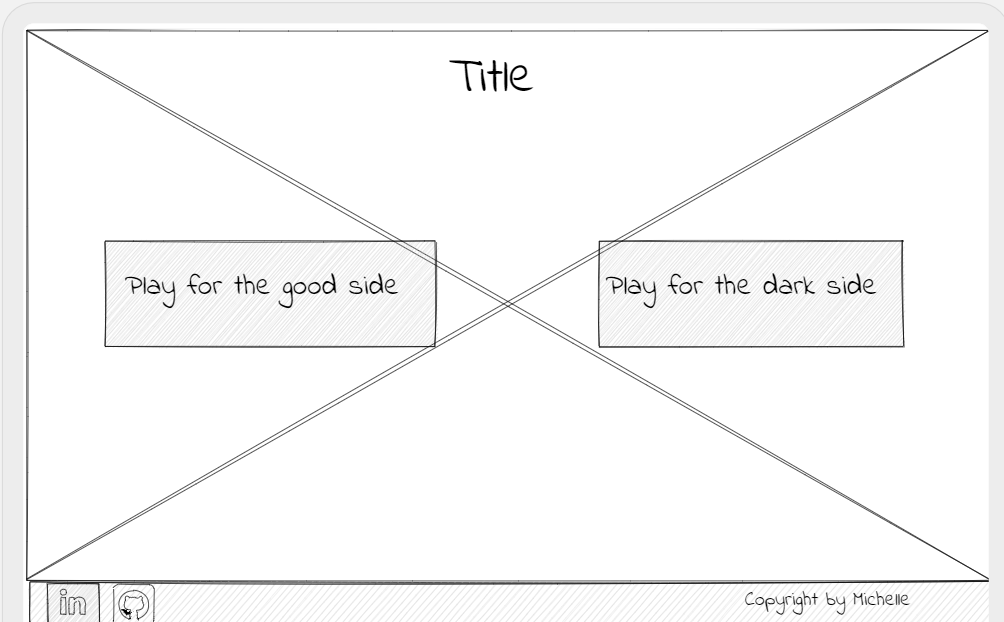 Title
Play for the good side
Play for the dark side
in
Copyright by Michelle